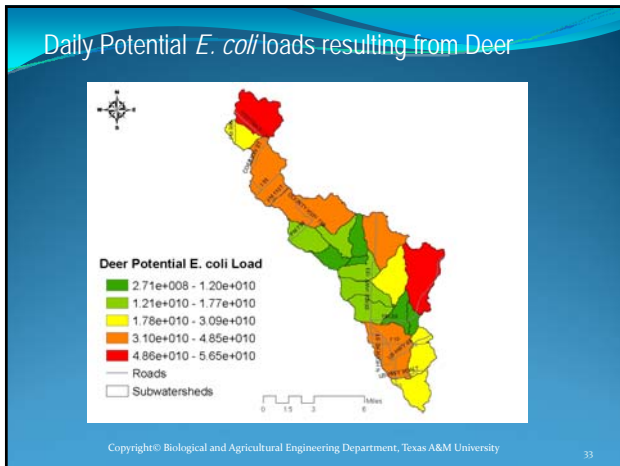 Daily Potential E. coli loads resulting from Deer
N
E
S
Deer Potential E. coli Load
2.71e+008 - 1.20e+010
1.21e+010 - 1.77e+010
1.78e+010 - 3.09e+010
3.10e+010 - 4.85e+010
4.86e+010 - 5.65e+010
Roads
Subwatersheds
Miles
0 1.5 3 6
Copyright© Biological and Agricultural Engineering Department, Texas A&M University
33